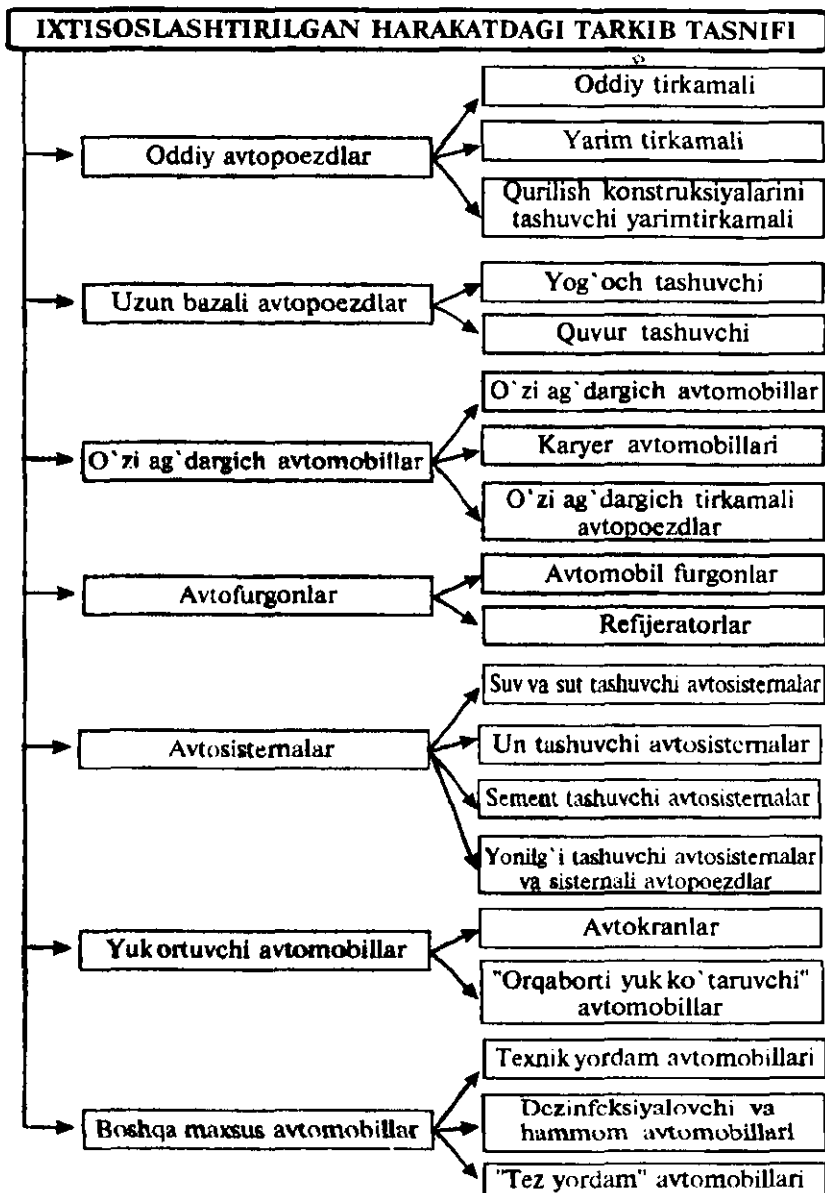 IXTISOSLASHTIRILGAN HARAKATDAGI TARKIB TASNIFI
Oddiy avtopoezdlar
Oddiy tirkamali
Yarim tirkamali
Qurilish konstruksiyalarini
tashuvchi yarimtirkamali
Uzun bazali avtopoezdlar
Yog`och tashuvchi
Quvur tashuvchi
O`zi ag`dargich avtomobillar
O`zi ag`dargich avtomobillar
Karyer avtomobillari
O`zi ag`dargich tirkamali
avtopoezdlar
Avtofurgonlar
Avtomobil furgonlar
Refijeratorlar
Avtosisternalar
Suv va sut tashuvchi avtosisternalar
Un tashuvchi avtosisternalar
Sement tashuvchi avtosisternalar
Yonilg`i tashuvchi avtosisternalar
va sisternali avtopoezdlar
Yuk ortuvchi avtomobillar
Avtokranlar
"Orqaborti yuk ko`taruvchi"
avtomobillar
Boshqa maxsus avtomobillar
Texnik yordam avtomobillari
Dezinfeksiyalovchi va
hammom avtomobillari
"Tez yordam" avtomobillari